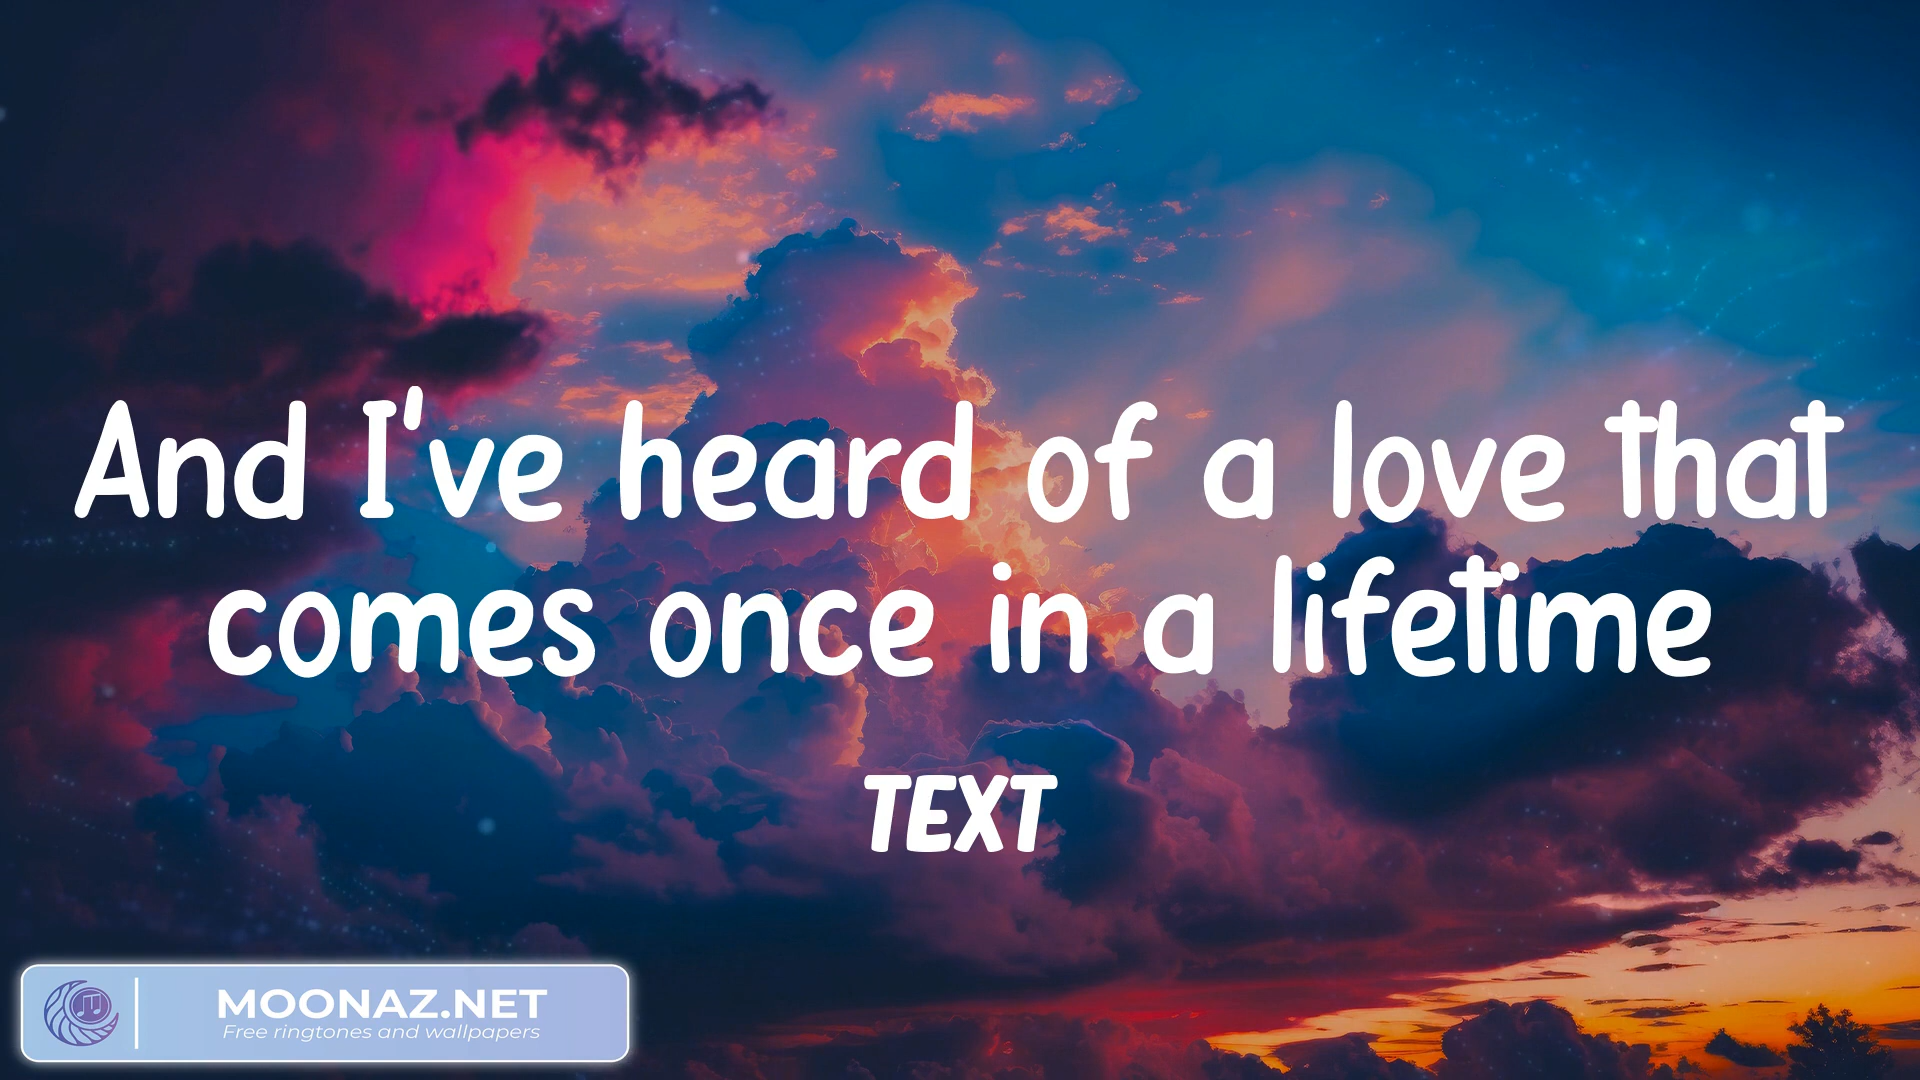 And I've heard of a love that
comes once in a lifetime
TEXT
MOONAZ.NET
Free ringtones and wallpapers